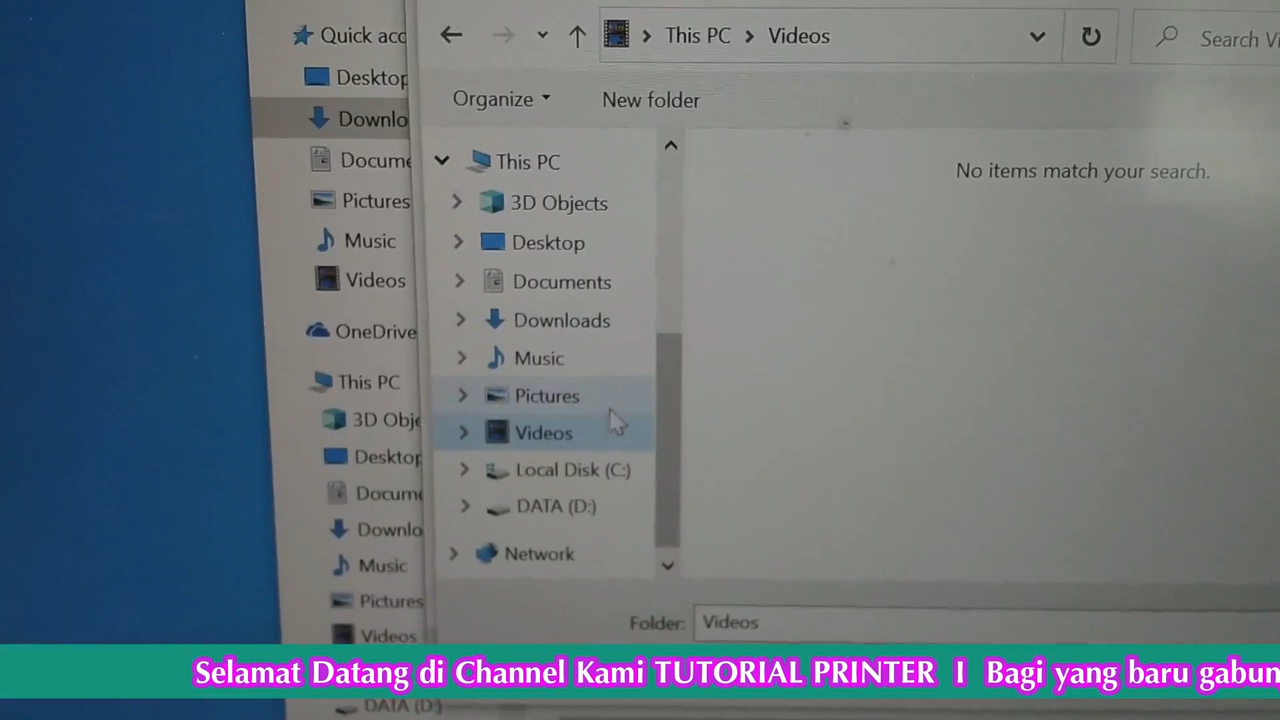 Quick acc
Desktop
Downlo
Docume
Pictures
Music
Videos
OneDrive
This PC
3D Obje
Desktop
Docume
Downlo
Music
Pictures
Videos
DATA (D:)
This PC > Videos
Search Vi
Organize
New folder
This PC
3D Objects
Desktop
Documents
Downloads
Music
Pictures
Videos
Local Disk (C:)
DATA (D:)
Network
No items match your search.
Folder: Videos
Selamat Datang di Channel Kami TUTORIAL PRINTER I Bagi yang baru gabun